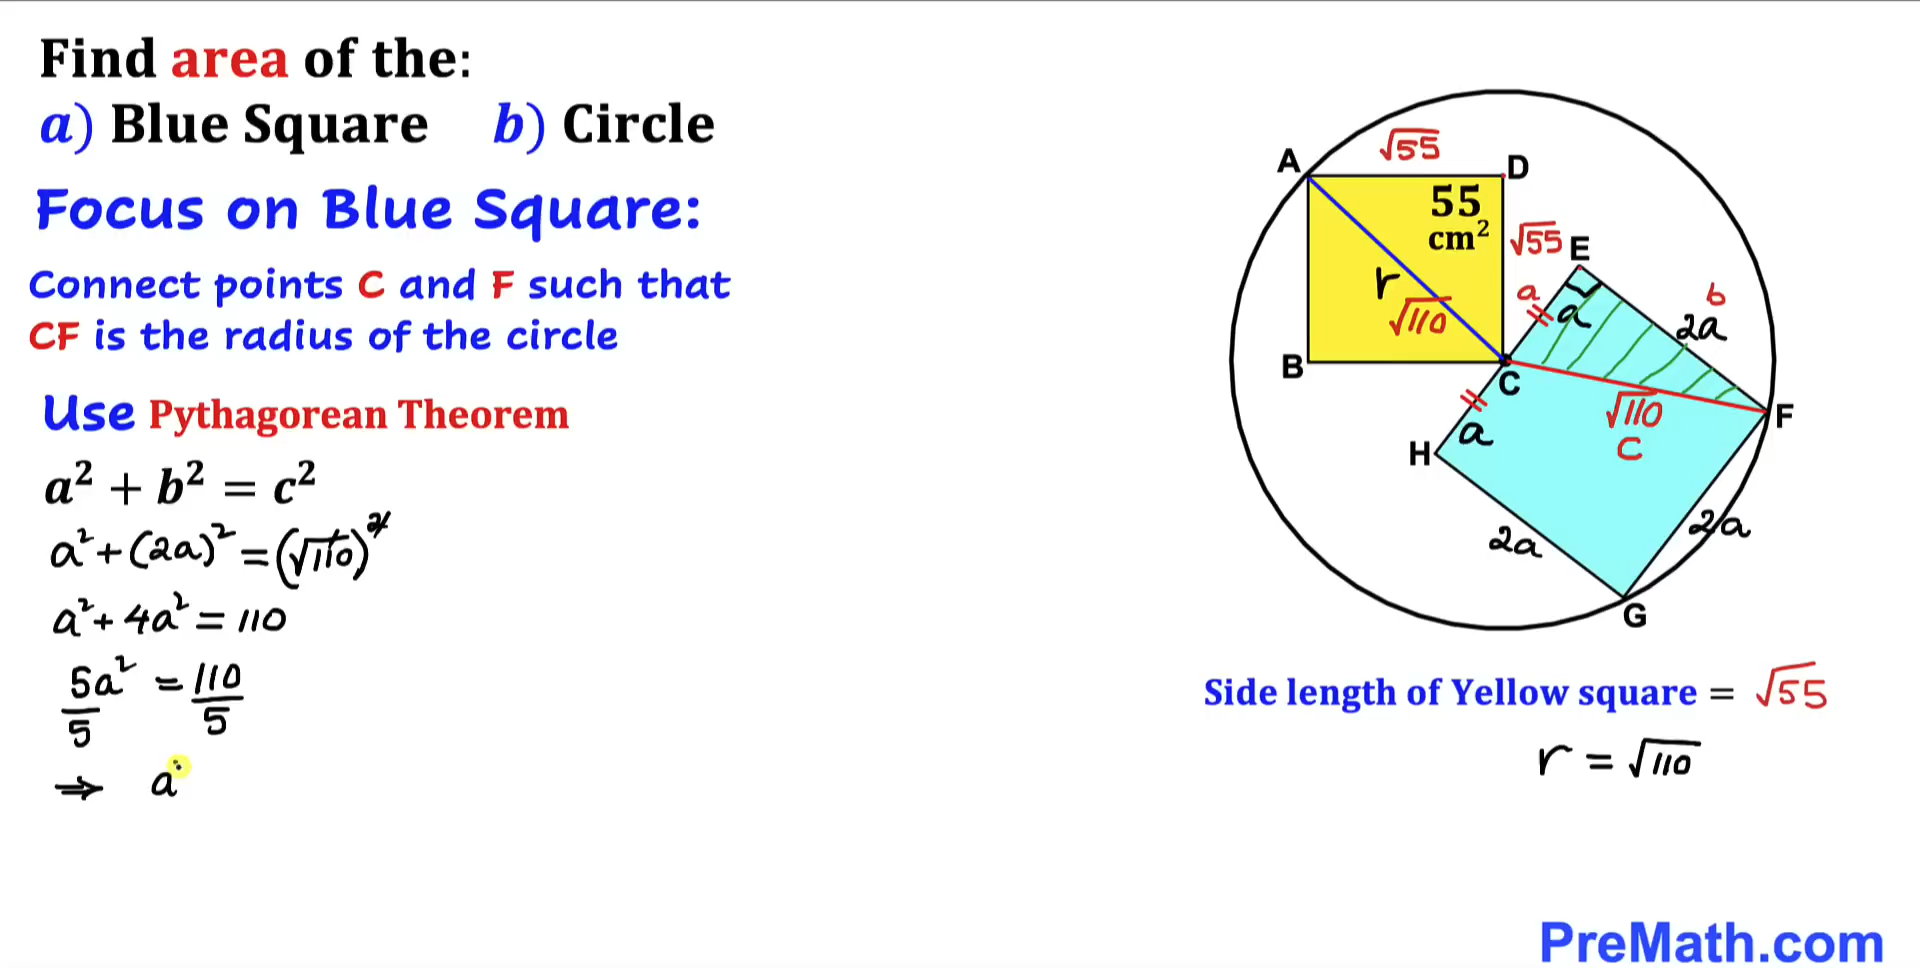 Find area of the:
a) Blue Square b) Circle
Focus on Blue Square:
Connect points C and F such that
CF is the radius of the circle
Use Pythagorean Theorem
a² + b² = c²
a² + (2a)² = (√110)²
a² + 4a² = 110
5a²/5 = 110/5
⇒ a
A
√55
D
55
cm²
√55
E
r
√110
a
a
b
2a
B
C
√110
F
C
H
a
2a
2a
G
Side length of Yellow square = √55
r = √110
PreMath.com